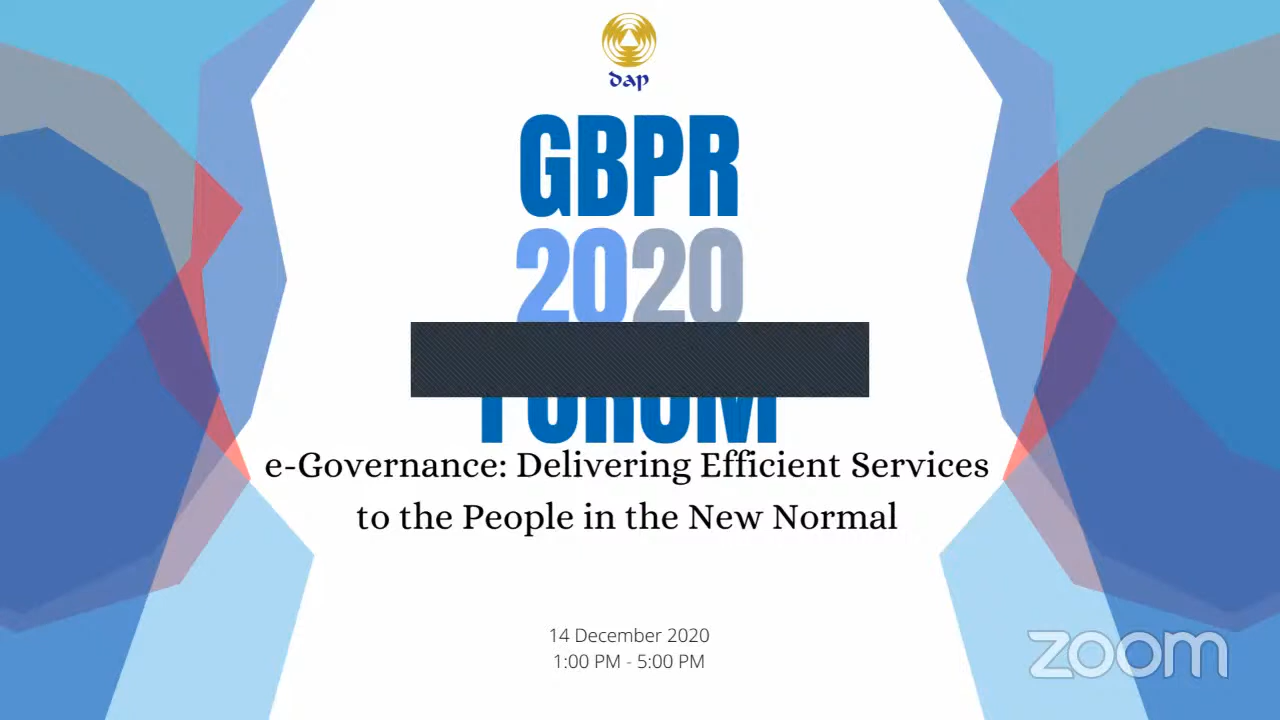 dap
GBPR
2020
FORUM
e-Governance: Delivering Efficient Services
to the People in the New Normal
14 December 2020
1:00 PM - 5:00 PM
zoom